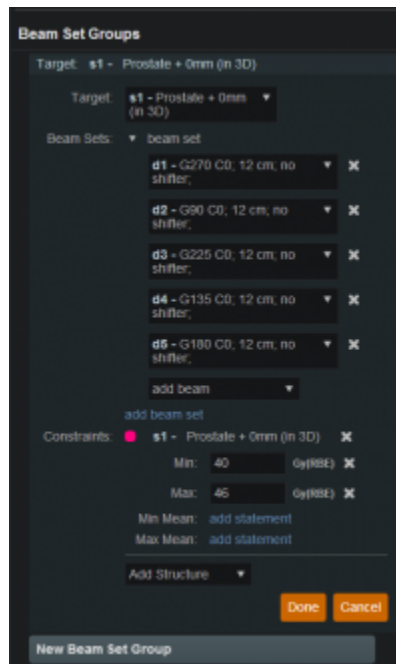 Beam Set Groups
Target: s1 - Prostate + 0mm (in 3D)
Target: s1 - Prostate + 0mm
(in 3D)
Beam Sets: beam set
d1 - G270 C0; 12 cm; no
shifter;
d2 - G90 C0; 12 cm; no
shifter;
d3 - G225 C0; 12 cm; no
shifter;
d4 - G135 C0; 12 cm; no
shifter;
d5 - G180 C0; 12 cm; no
shifter;
add beam
add beam set
Constraints: s1 - Prostate + 0mm (in 3D)
Min: 40 Gy(RBE)
Max: 46 Gy(RBE)
Min Mean: add statement
Max Mean: add statement
Add Structure
Done Cancel
New Beam Set Group